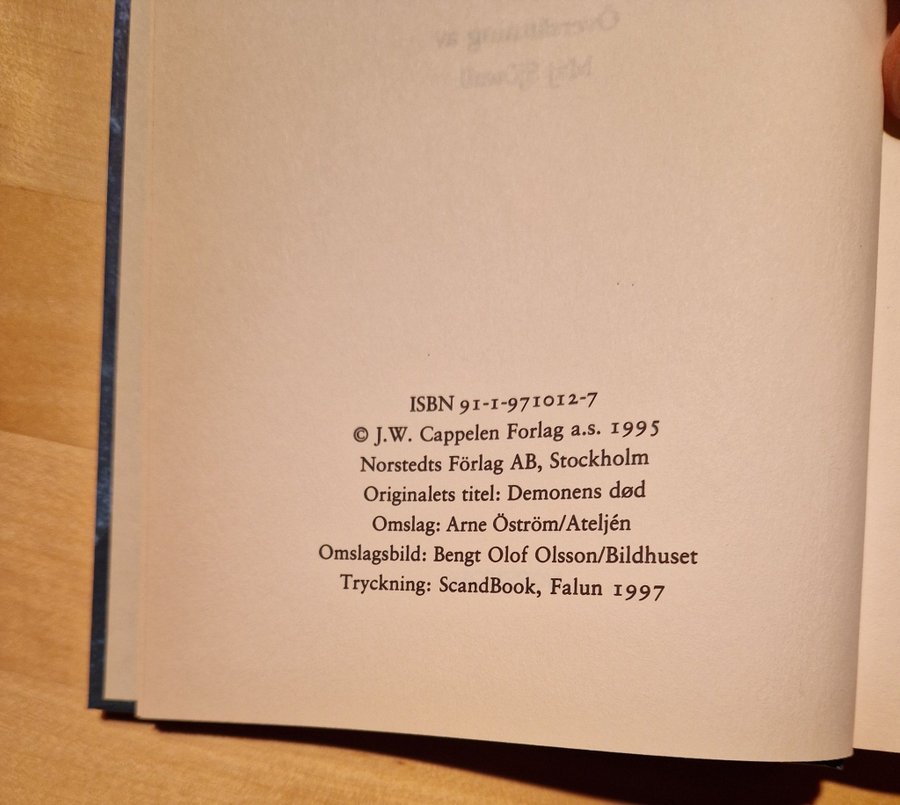 ISBN 91-1-971012-7
© J.W. Cappelen Forlag a.s. 1995
Norstedts Förlag AB, Stockholm
Originalets titel: Demonens død
Omslag: Arne Öström/Ateljén
Omslagsbild: Bengt Olof Olsson/Bildhuset
Tryckning: ScandBook, Falun 1997